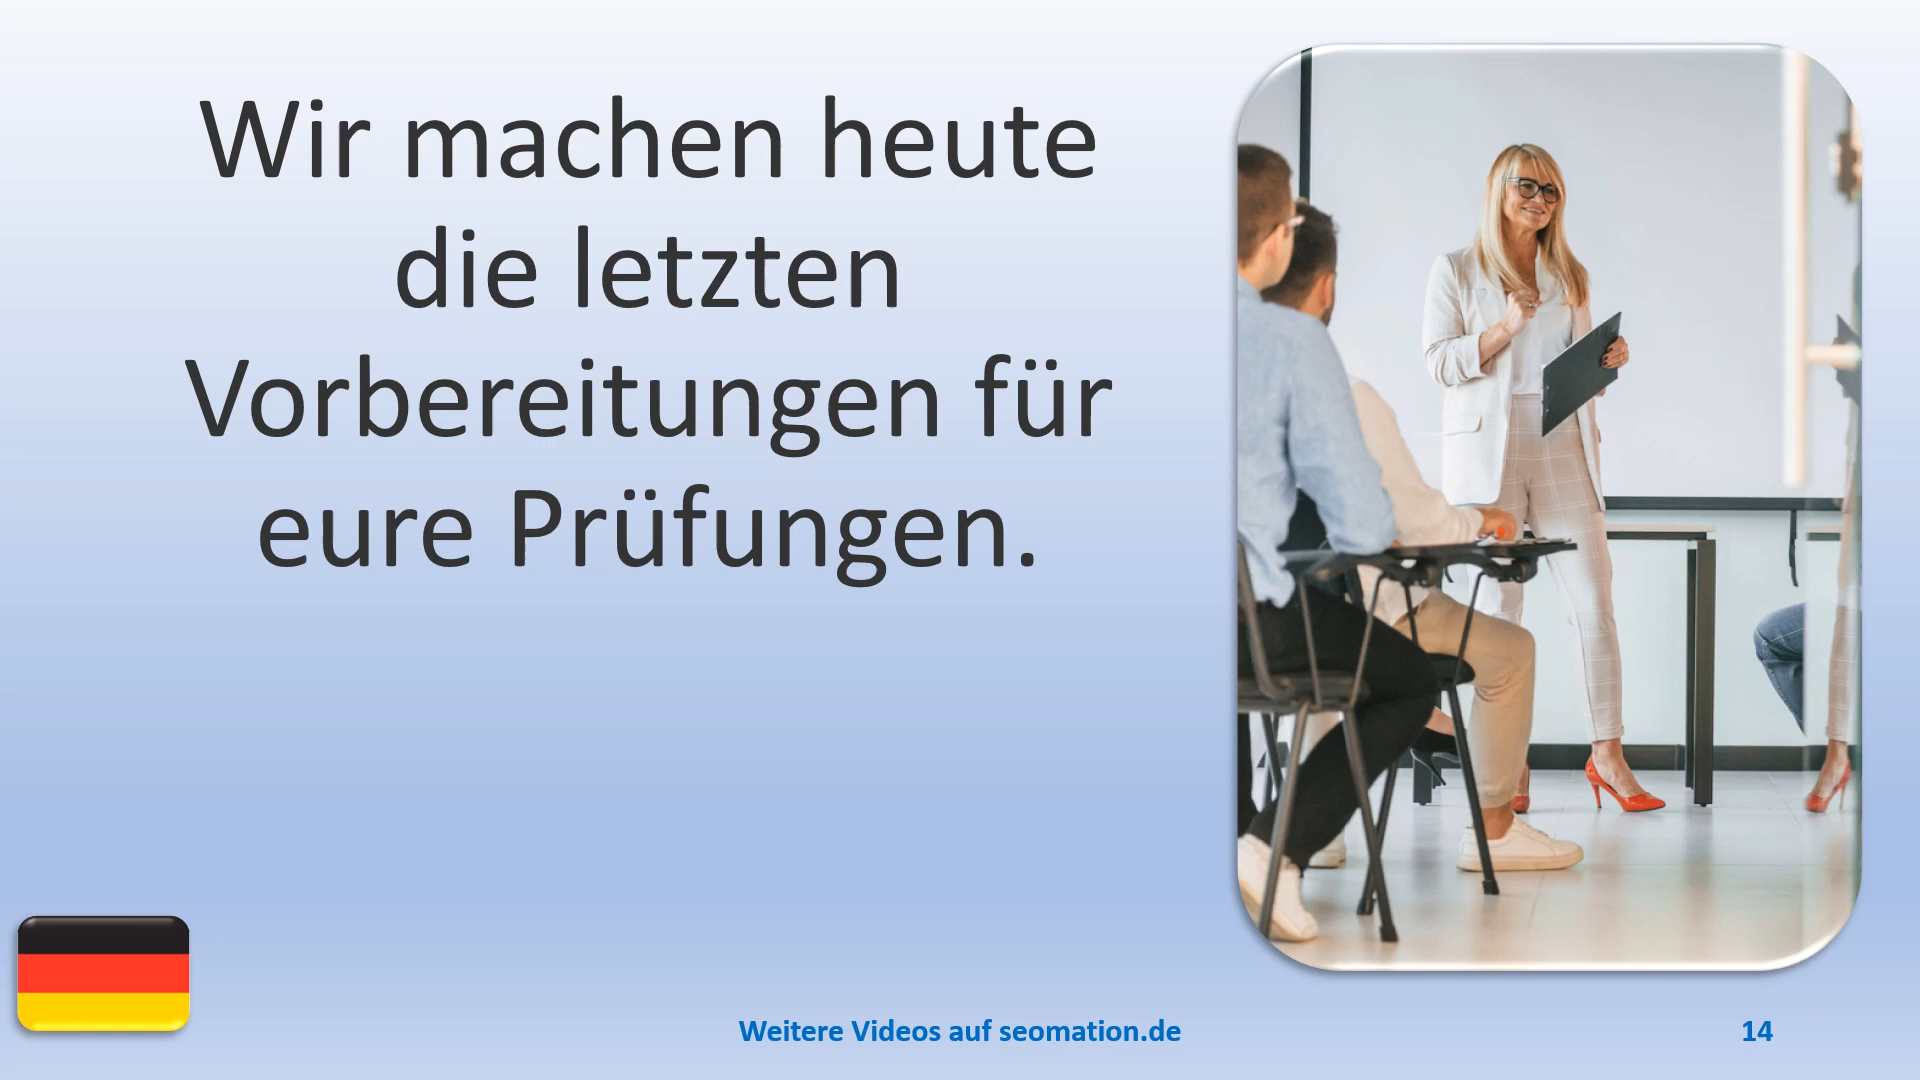 Wir machen heute
die letzten
Vorbereitungen für
eure Prüfungen.
Weitere Videos auf seomation.de
14